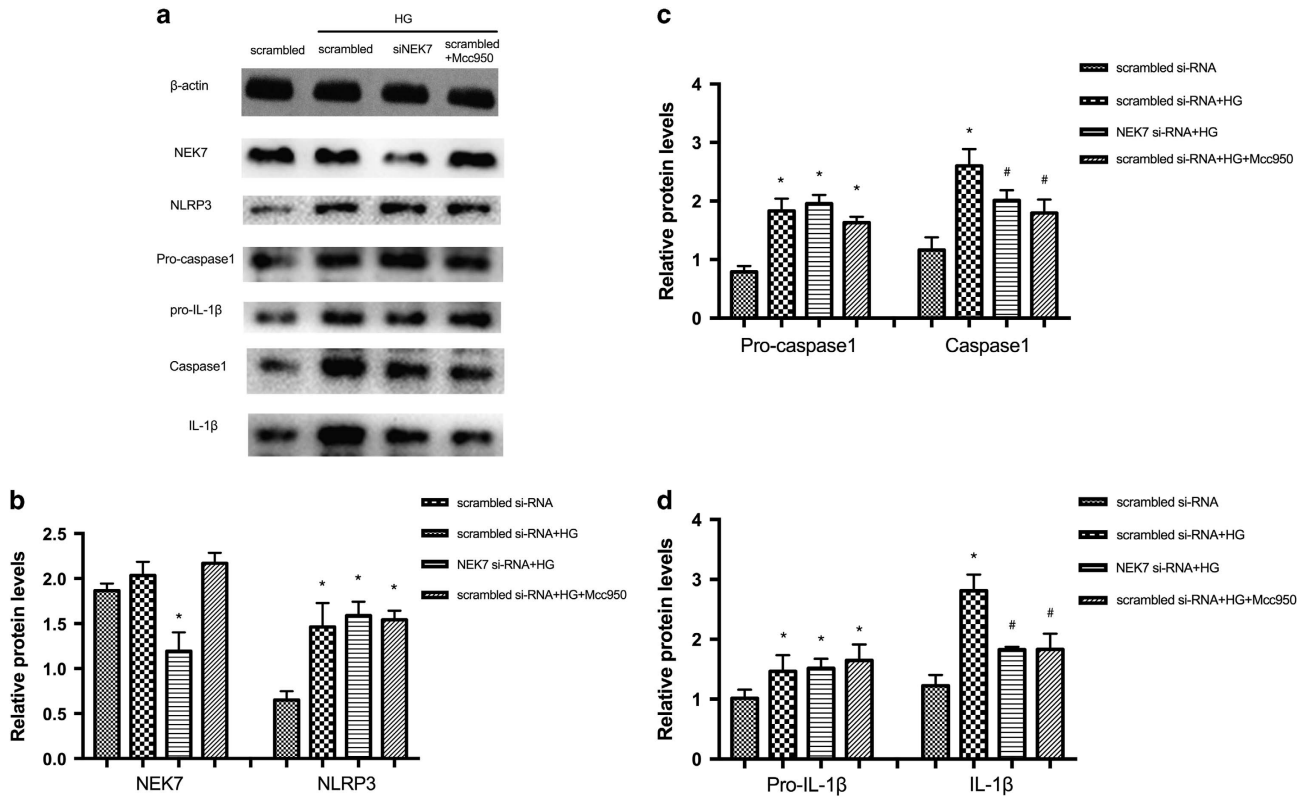 a
HG
scrambled
scrambled
siNEK7
scrambled
+Mcc950
β-actin
NEK7
NLRP3
Pro-caspase1
pro-IL-1β
Caspase1
IL-1β
b
Relative protein levels
2.5
2.0
1.5
1.0
0.5
0.0
*
*
*
*
NEK7
NLRP3
scrambled si-RNA
scrambled si-RNA+HG
NEK7 si-RNA+HG
scrambled si-RNA+HG+Mcc950
c
Relative protein levels
4
3
2
1
0
*
*
*
*
#
#
Pro-caspase1
Caspase1
scrambled si-RNA
scrambled si-RNA+HG
NEK7 si-RNA+HG
scrambled si-RNA+HG+Mcc950
d
Relative protein levels
4
3
2
1
0
*
*
*
*
#
#
Pro-IL-1β
IL-1β
scrambled si-RNA
scrambled si-RNA+HG
NEK7 si-RNA+HG
scrambled si-RNA+HG+Mcc950